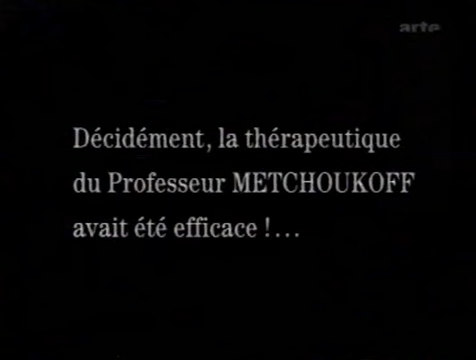 arte
Décidément, la thérapeutique
du Professeur METCHOUKOFF
avait été efficace !...